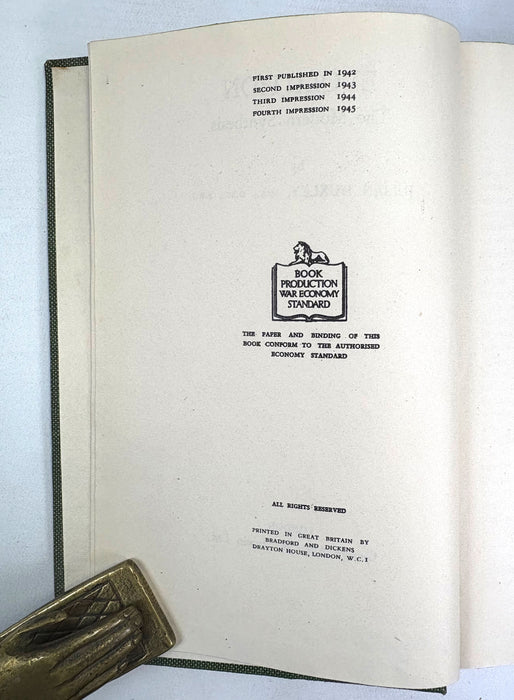 FIRST PUBLISHED IN 1942
SECOND IMPRESSION 1943
THIRD IMPRESSION 1944
FOURTH IMPRESSION 1945
BOOK
PRODUCTION
WAR ECONOMY
STANDARD
THE PAPER AND BINDING OF THIS
BOOK CONFORM TO THE AUTHORISED
ECONOMY STANDARD
ALL RIGHTS RESERVED
PRINTED IN GREAT BRITAIN BY
BRADFORD AND DICKENS
DRAYTON HOUSE, LONDON, W.C.1